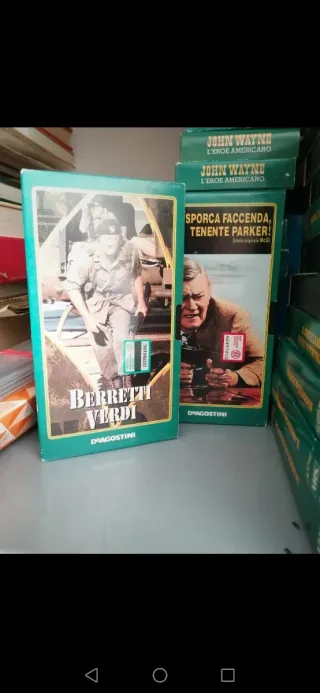 JOHN WAYNE
L'EROE AMERICANO
JOHN WAYNE
L'EROE AMERICANO
SPORCA FACCENDA,
TENENTE PARKER!
BERRETTI
VERDI
DEAGOSTINI
DEAGOSTINI